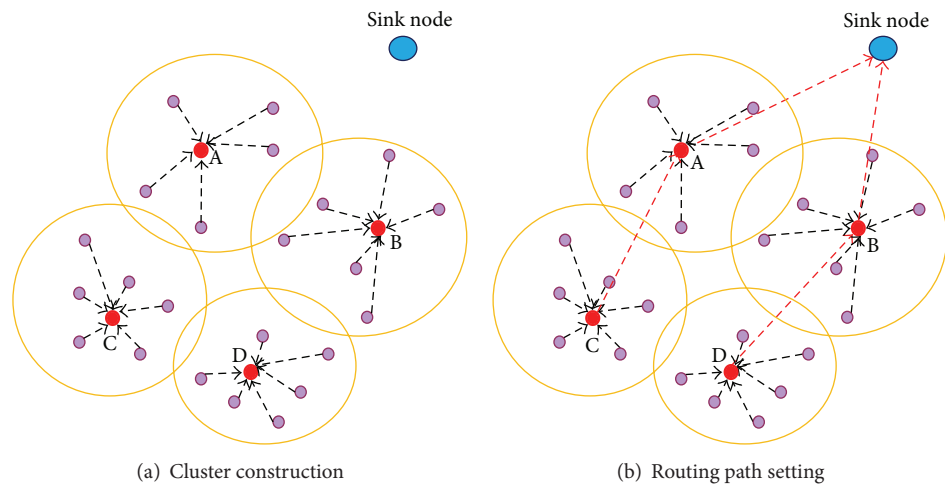 Sink node
A
B
C
D
(a) Cluster construction
Sink node
A
B
C
D
(b) Routing path setting